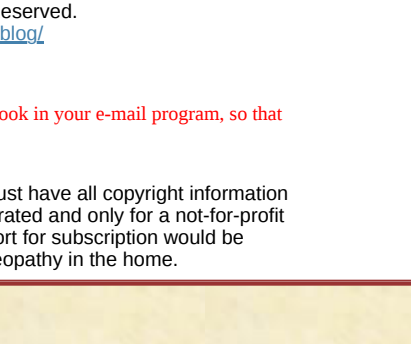 eserved.
blog/
ook in your e-mail program, so that
ust have all copyright information
rated and only for a not-for-profit
ort for subscription would be
eopathy in the home.